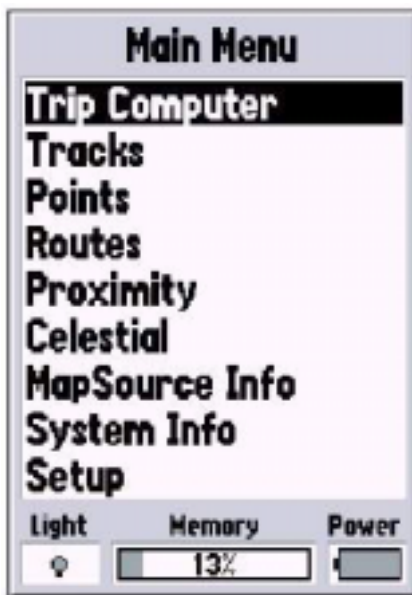 Main Menu
Trip Computer
Tracks
Points
Routes
Proximity
Celestial
MapSource Info
System Info
Setup
Light Memory Power
13%